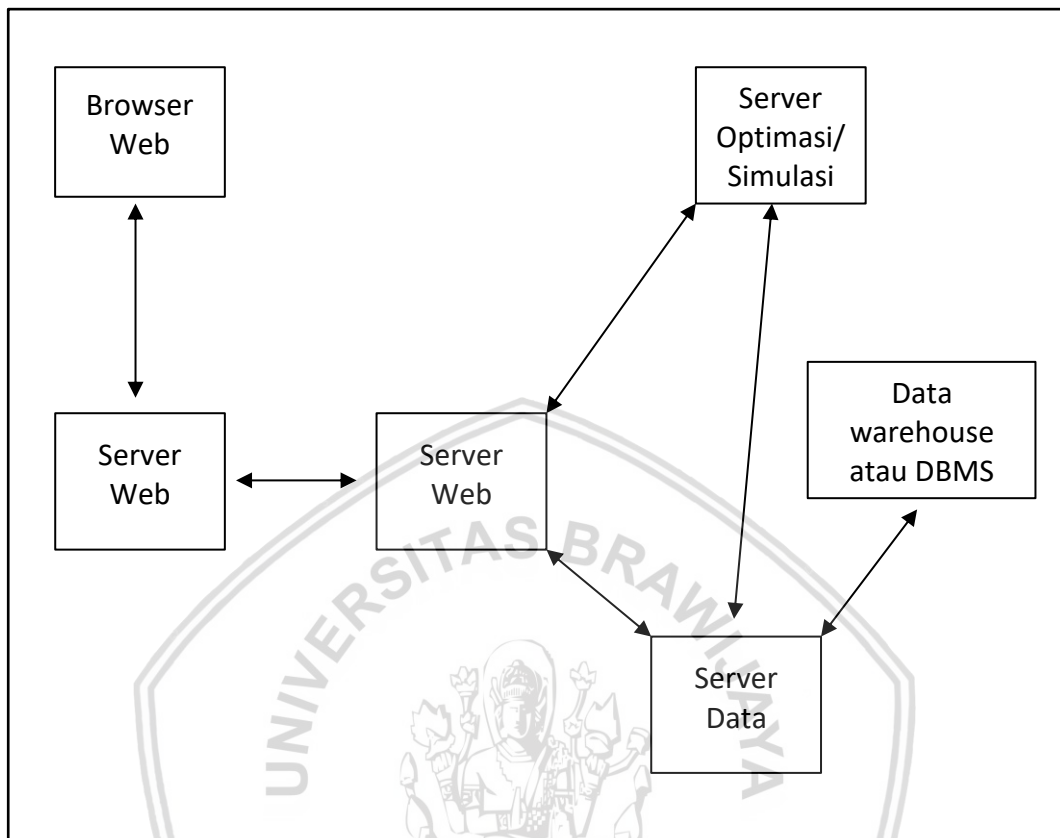 Browser
Web
Server
Optimasi/
Simulasi
Data
warehouse
atau DBMS
Server
Web
Server
Web
Server
Data
UNIVERSITAS BRAWIJAYA